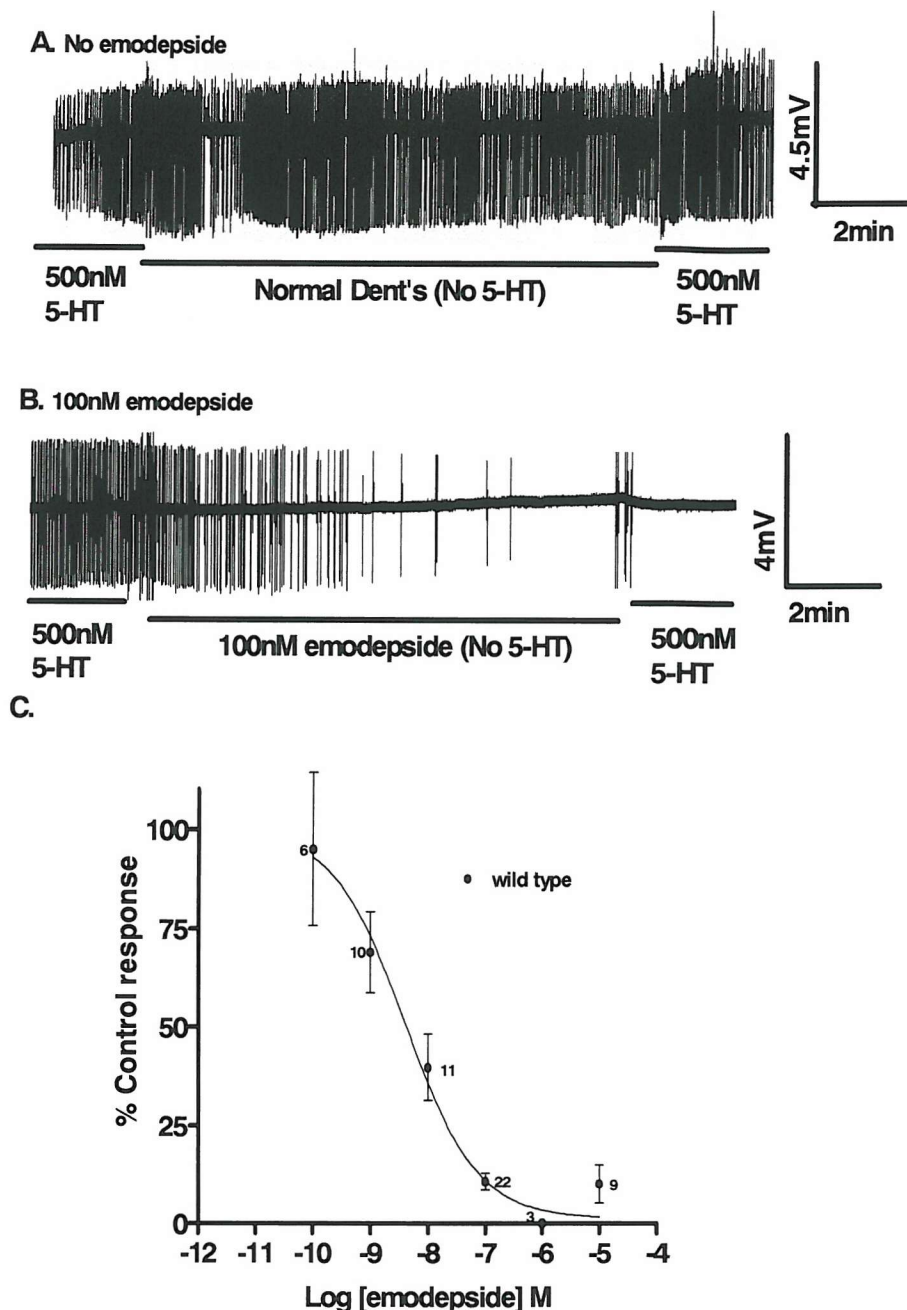 A. No emodepside
4.5mV
2min
500nM
5-HT
Normal Dent's (No 5-HT)
500nM
5-HT
B. 100nM emodepside
4mV
2min
500nM
5-HT
100nM emodepside (No 5-HT)
500nM
5-HT
C.
% Control response
100
75
50
25
0
6
10
11
22
3
9
wild type
-12 -11 -10 -9 -8 -7 -6 -5 -4
Log [emodepside] M